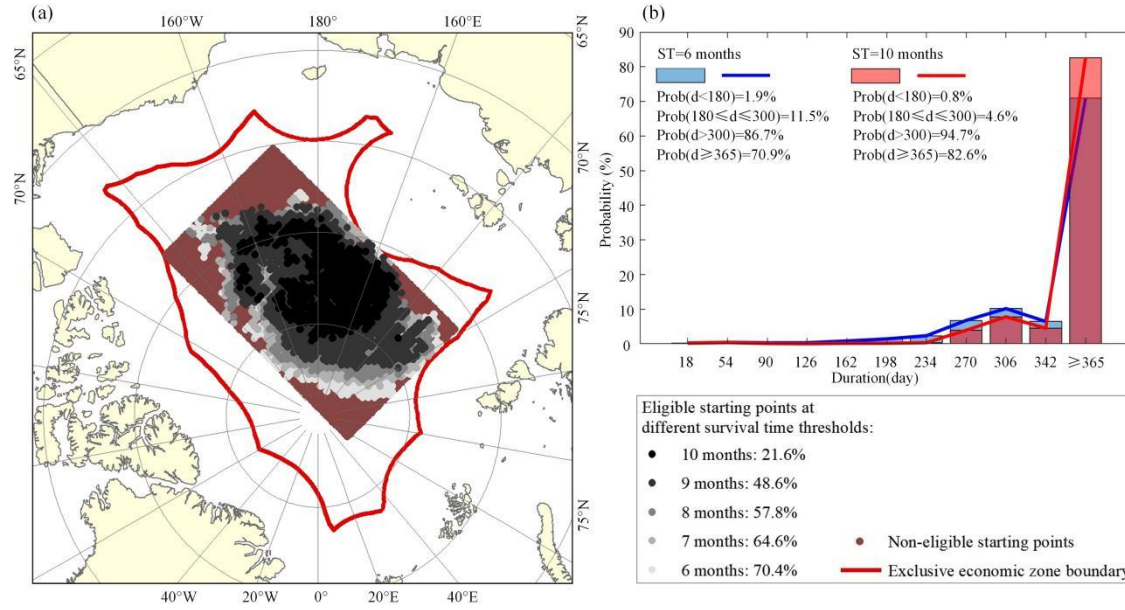 (a)
160°W
180°
160°E
65°N
65°N
70°N
70°N
75°N
75°N
40°W
20°W
0°
20°E
40°E
(b)
90
80
70
60
50
40
30
20
10
0
Probability (%)
ST=6 months
Prob(d<180)=1.9%
Prob(180≤d≤300)=11.5%
Prob(d>300)=86.7%
Prob(d≥365)=70.9%
ST=10 months
Prob(d<180)=0.8%
Prob(180≤d≤300)=4.6%
Prob(d>300)=94.7%
Prob(d≥365)=82.6%
18 54 90 126 162 198 234 270 306 342 ≥365
Duration(day)
Eligible starting points at
different survival time thresholds:
10 months: 21.6%
9 months: 48.6%
8 months: 57.8%
7 months: 64.6%
6 months: 70.4%
Non-eligible starting points
Exclusive economic zone boundary